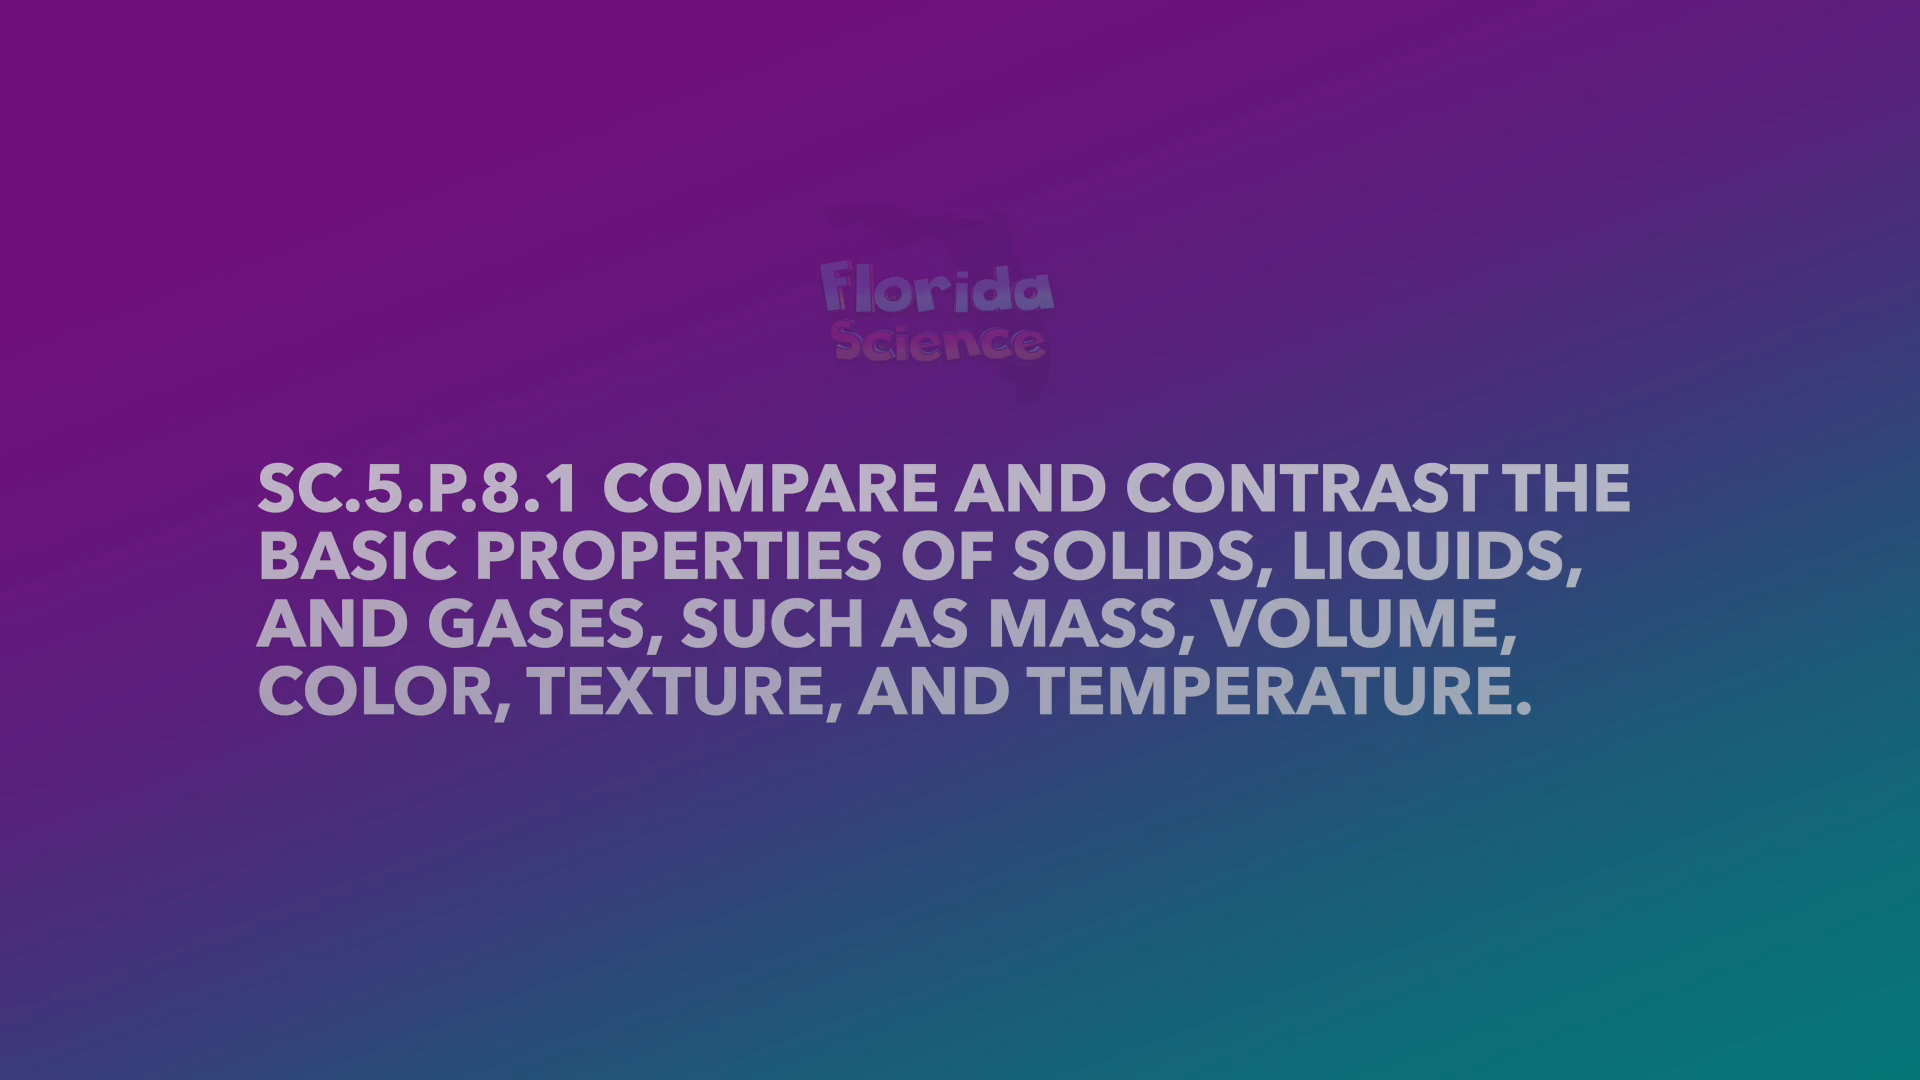 Florida
Science
SC.5.P.8.1 COMPARE AND CONTRAST THE
BASIC PROPERTIES OF SOLIDS, LIQUIDS,
AND GASES, SUCH AS MASS, VOLUME,
COLOR, TEXTURE, AND TEMPERATURE.